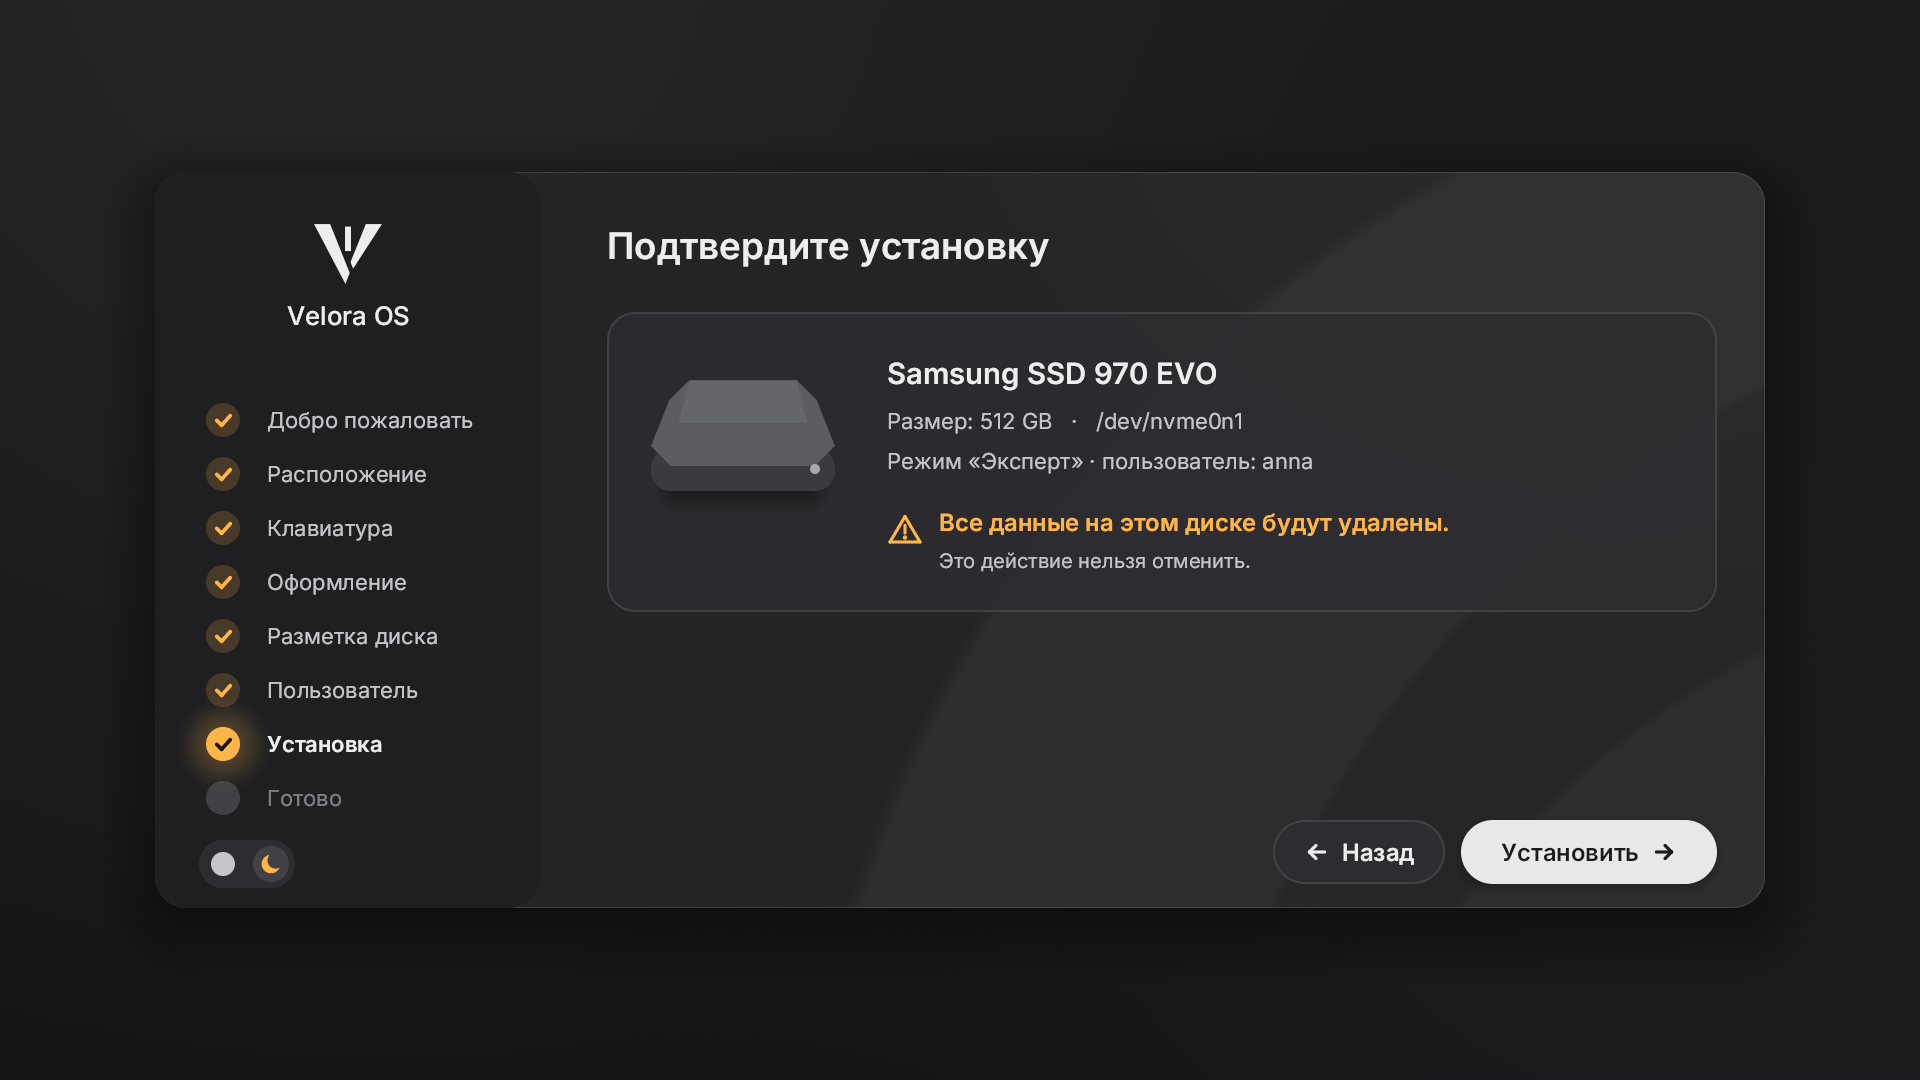 Velora OS
Добро пожаловать
Расположение
Клавиатура
Оформление
Разметка диска
Пользователь
Установка
Готово
Подтвердите установку
Samsung SSD 970 EVO
Размер: 512 GB · /dev/nvme0n1
Режим «Эксперт» · пользователь: anna
Все данные на этом диске будут удалены.
Это действие нельзя отменить.
Назад
Установить